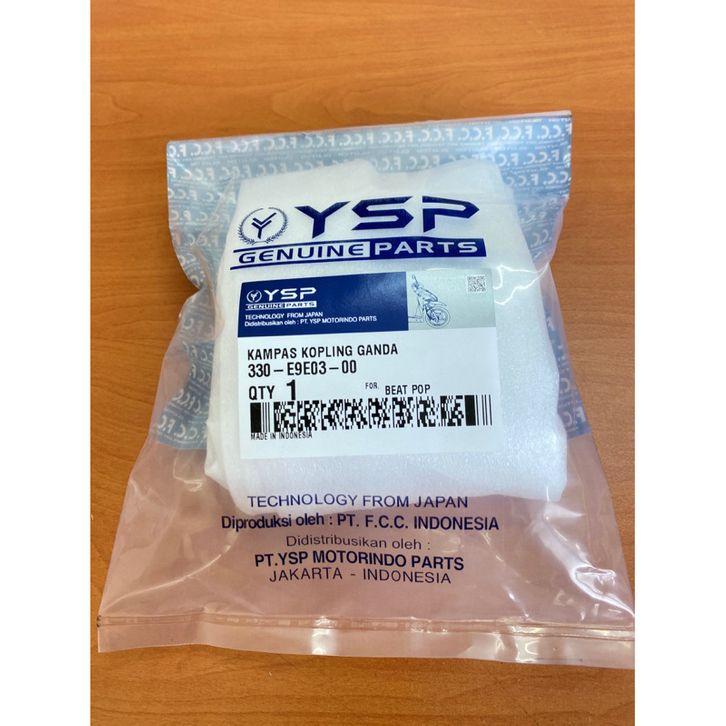 F.C.C. F.C.C. F.C.C.
YSP
GENUINE PARTS
YSP
GENUINE PARTS
TECHNOLOGY FROM JAPAN
Didistribusikan oleh : PT. YSP MOTORINDO PARTS
KAMPAS KOPLING GANDA
330-E9E03-00
QTY 1 FOR. BEAT POP
MADE IN INDONESIA
TECHNOLOGY FROM JAPAN
Diproduksi oleh : PT. F.C.C. INDONESIA
Didistribusikan oleh :
PT.YSP MOTORINDO PARTS
JAKARTA - INDONESIA